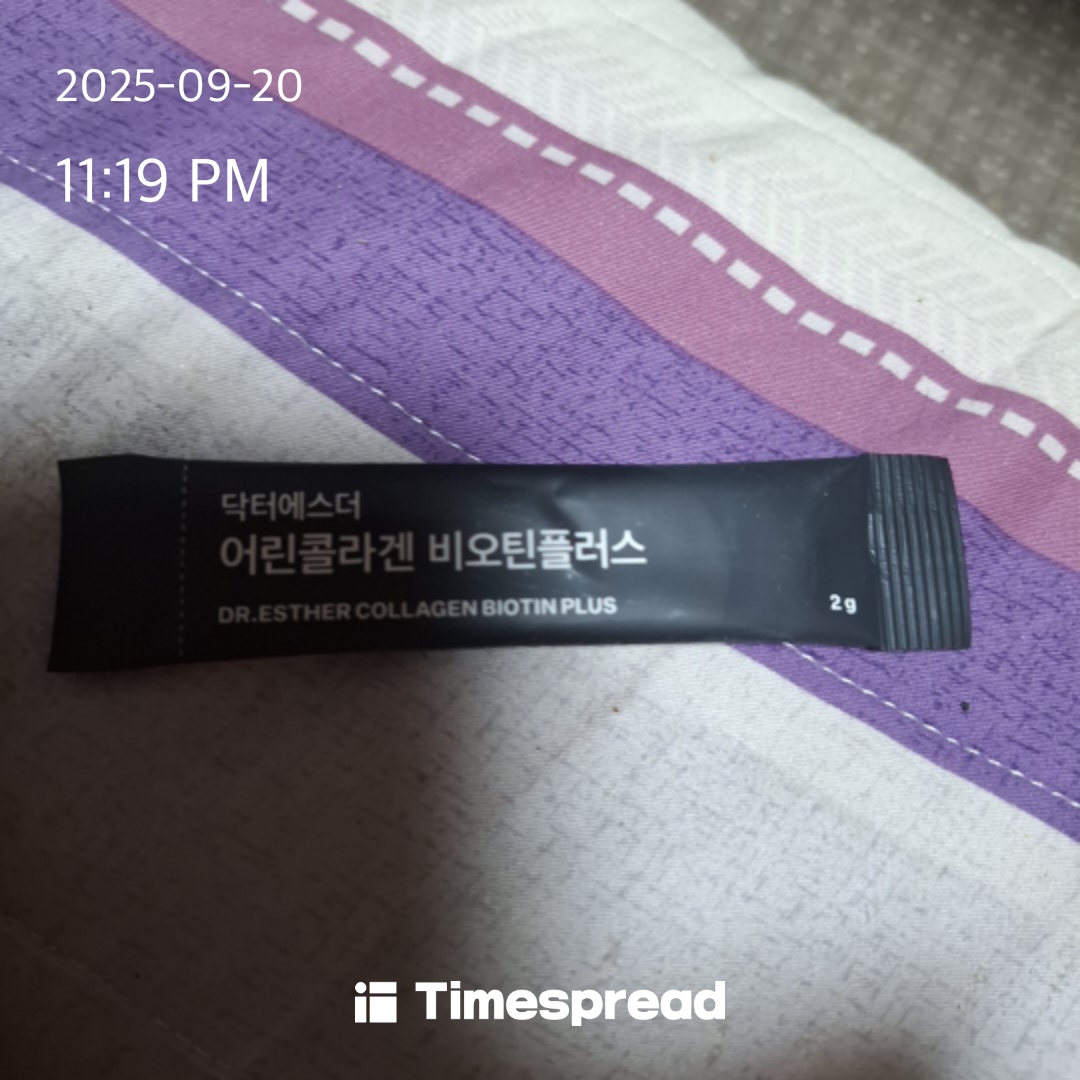 2025-09-20
11:19 PM
닥터에스더
어린콜라겐 비오틴플러스
DR.ESTHER COLLAGEN BIOTIN PLUS
2g
Timespread